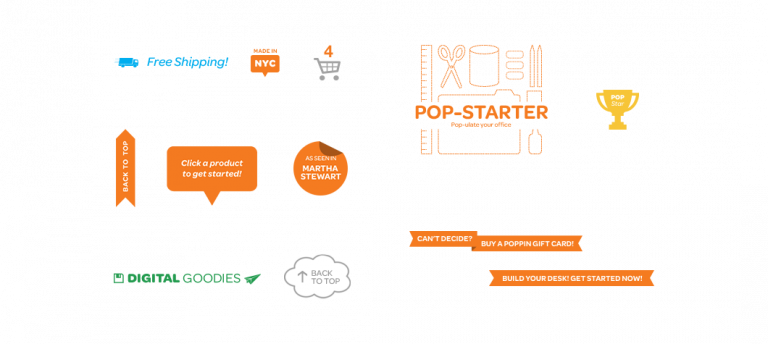 Free Shipping!
MADE IN
NYC
4
POP-STARTER
Pop-ulate your office
POP
Star
BACK TO TOP
Click a product
to get started!
AS SEEN IN
MARTHA
STEWART
CAN'T DECIDE?
BUY A POPPIN GIFT CARD!
DIGITAL GOODIES
BACK
TO TOP
BUILD YOUR DESK! GET STARTED NOW!